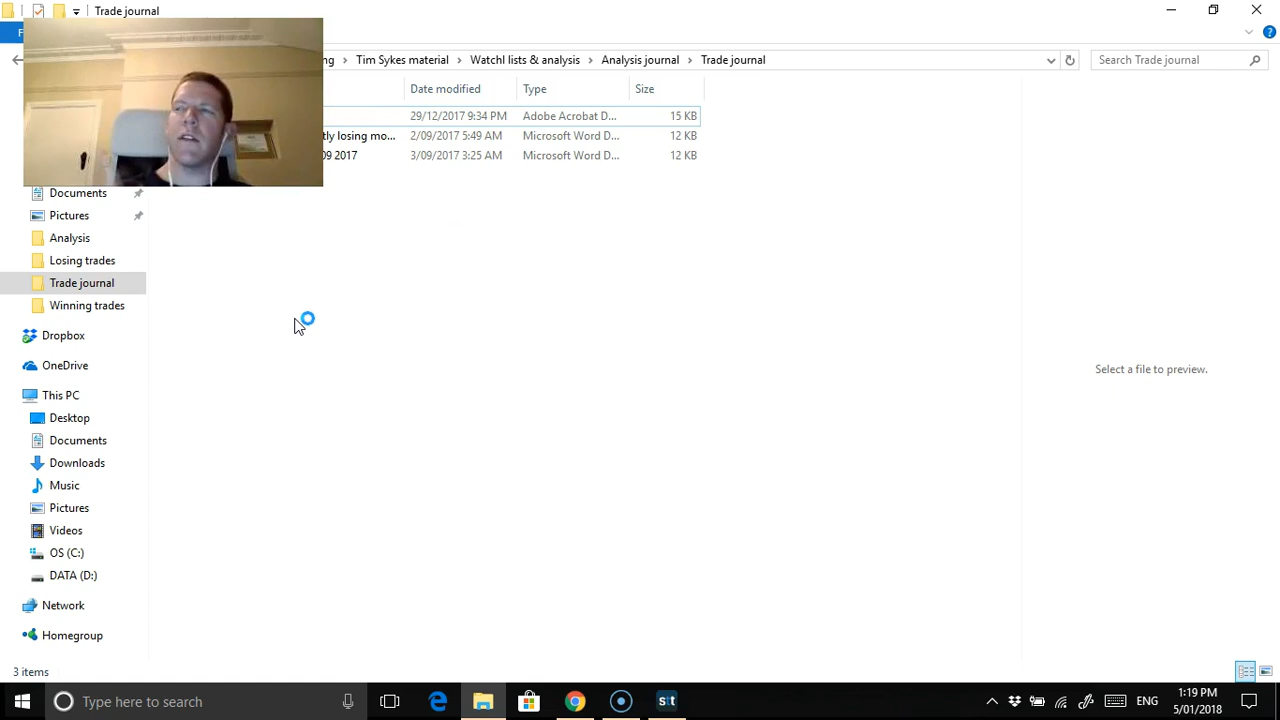 Trade journal
F
ng > Tim Sykes material > Watchl lists & analysis > Analysis journal > Trade journal
Search Trade journal
Date modified Type Size
29/12/2017 9:34 PM Adobe Acrobat D... 15 KB
tly losing mo... 2/09/2017 5:49 AM Microsoft Word D... 12 KB
09 2017 3/09/2017 3:25 AM Microsoft Word D... 12 KB
Documents
Pictures
Analysis
Losing trades
Trade journal
Winning trades
Dropbox
OneDrive
This PC
Desktop
Documents
Downloads
Music
Pictures
Videos
OS (C:)
DATA (D:)
Network
Homegroup
Select a file to preview.
3 items
Type here to search
stt
ENG
1:19 PM
5/01/2018